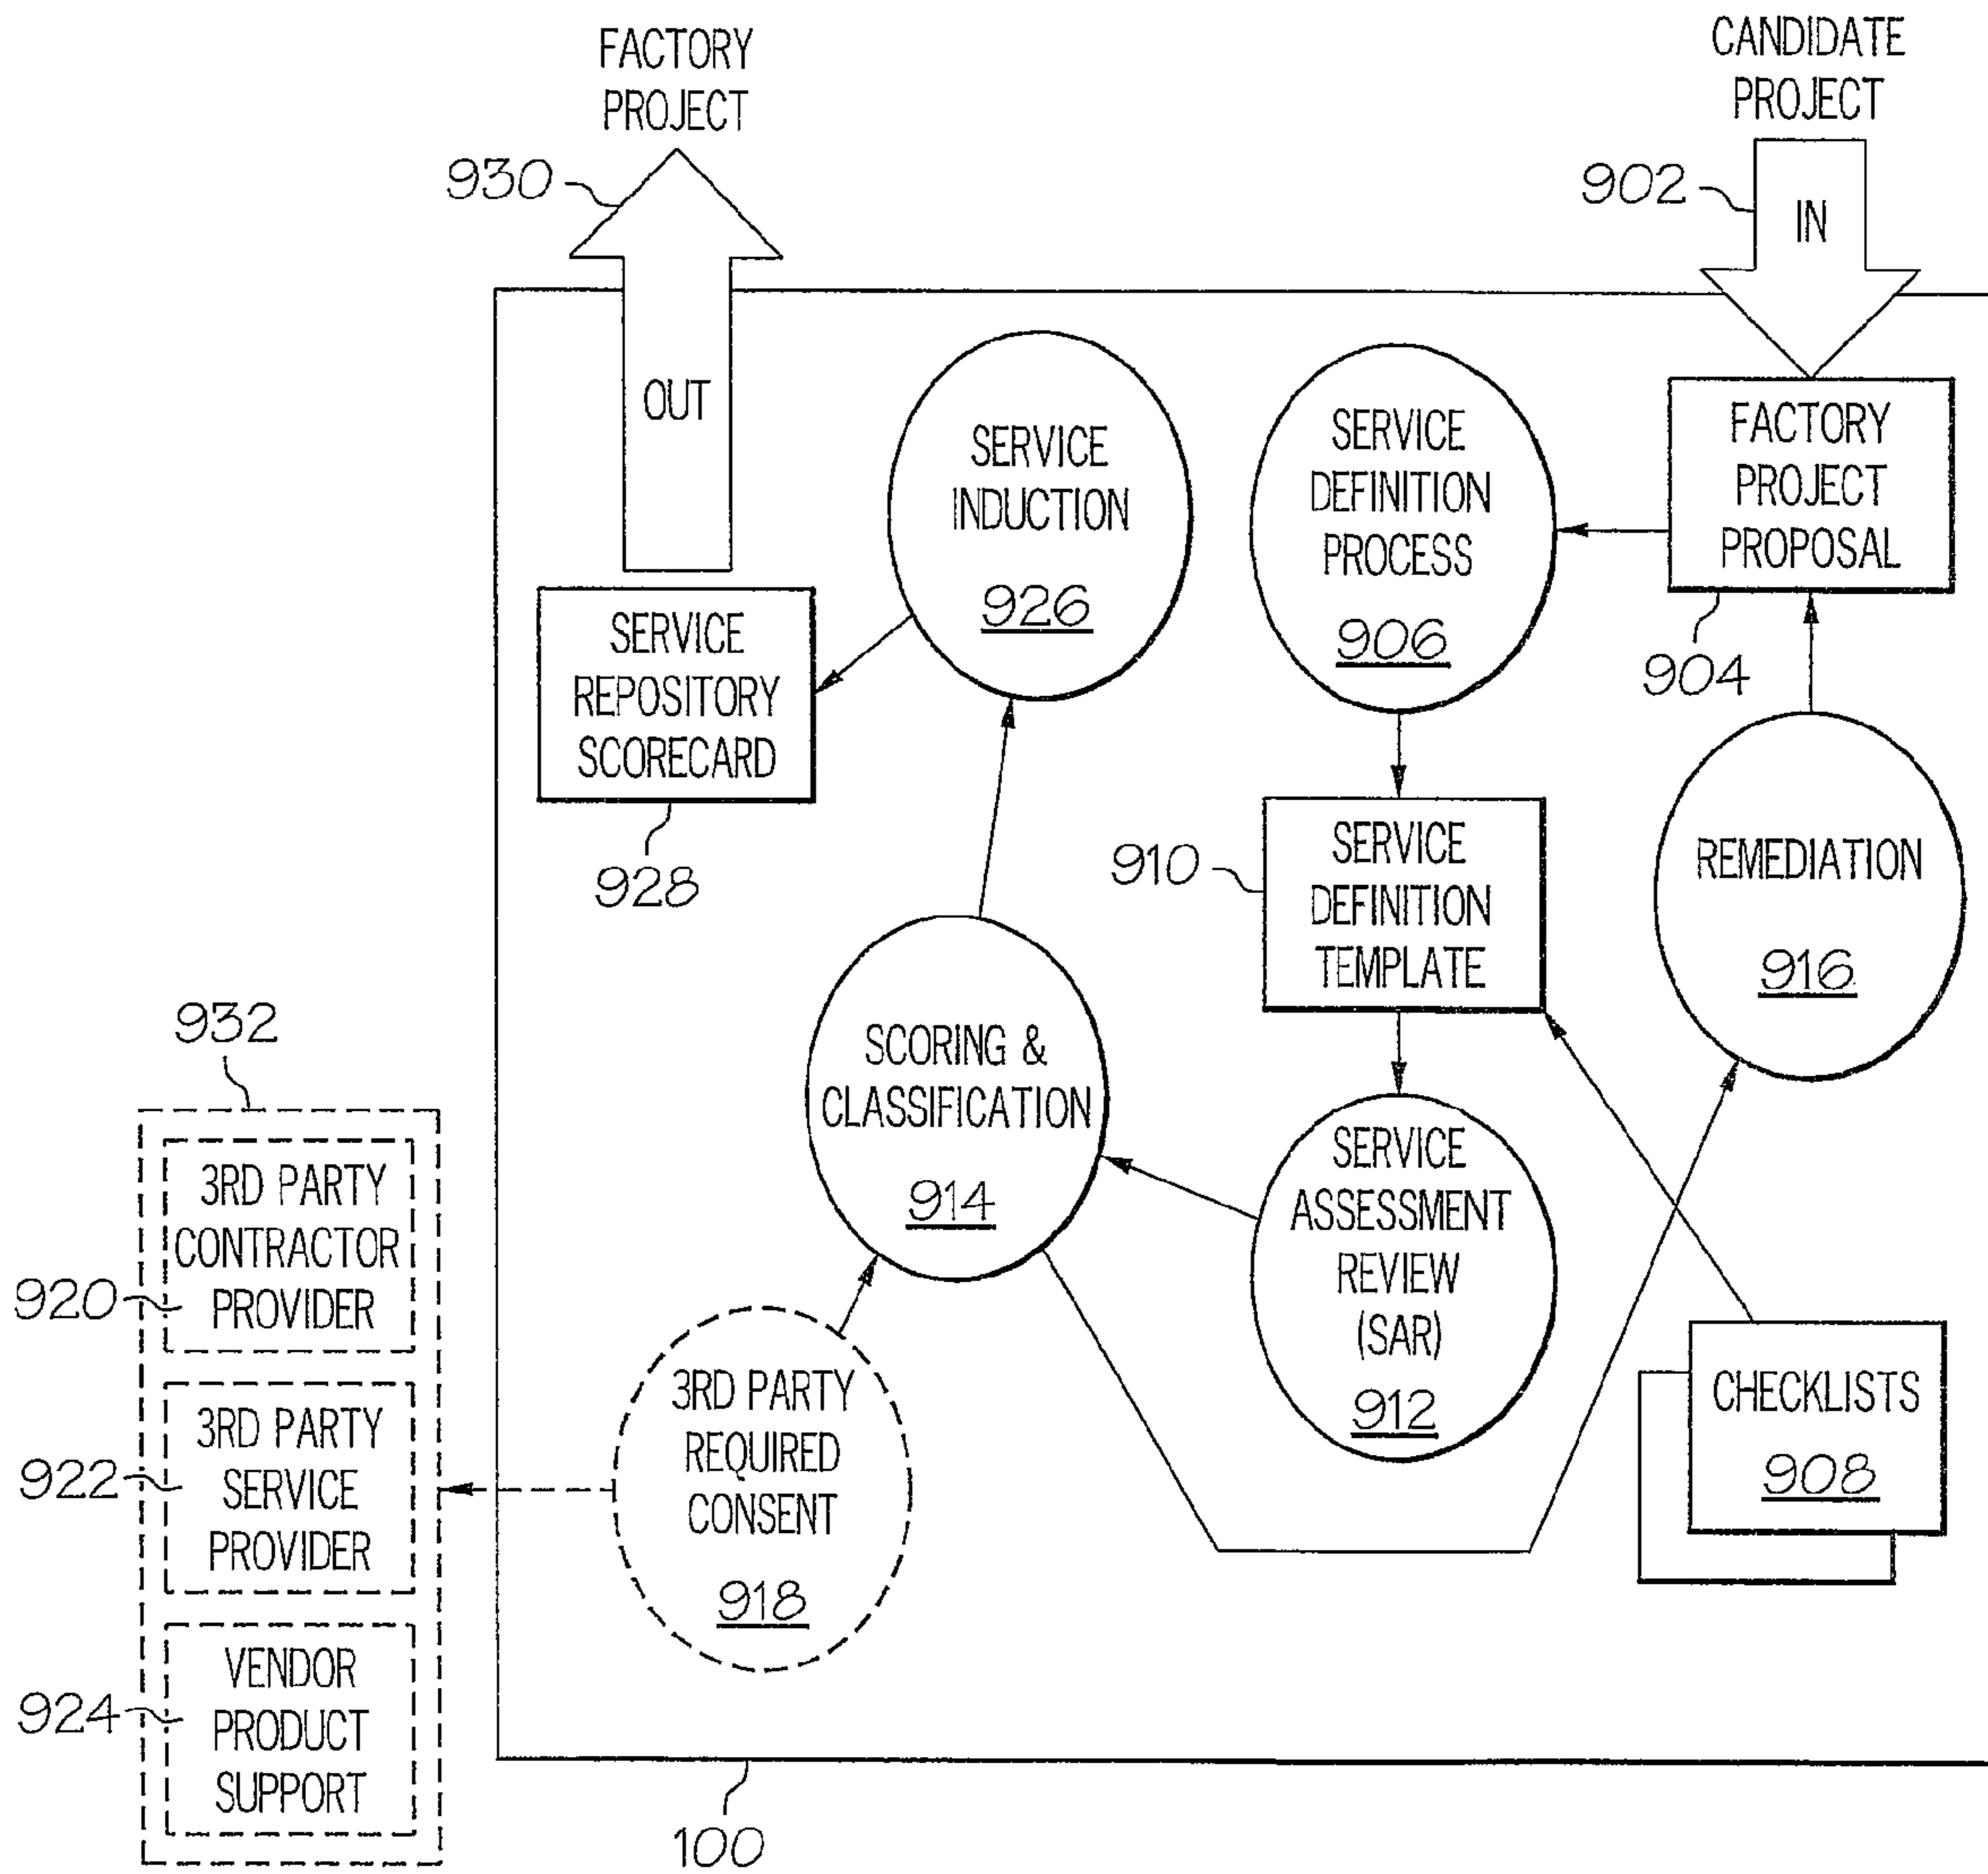 FACTORY
PROJECT
930
OUT
CANDIDATE
PROJECT
902
IN
SERVICE
INDUCTION
926
SERVICE
DEFINITION
PROCESS
906
FACTORY
PROJECT
PROPOSAL
904
SERVICE
REPOSITORY
SCORECARD
928
910
SERVICE
DEFINITION
TEMPLATE
REMEDIATION
916
SCORING &
CLASSIFICATION
914
SERVICE
ASSESSMENT
REVIEW
(SAR)
912
CHECKLISTS
908
932
3RD PARTY
CONTRACTOR
PROVIDER
920
3RD PARTY
SERVICE
PROVIDER
922
VENDOR
PRODUCT
SUPPORT
924
3RD PARTY
REQUIRED
CONSENT
918
100